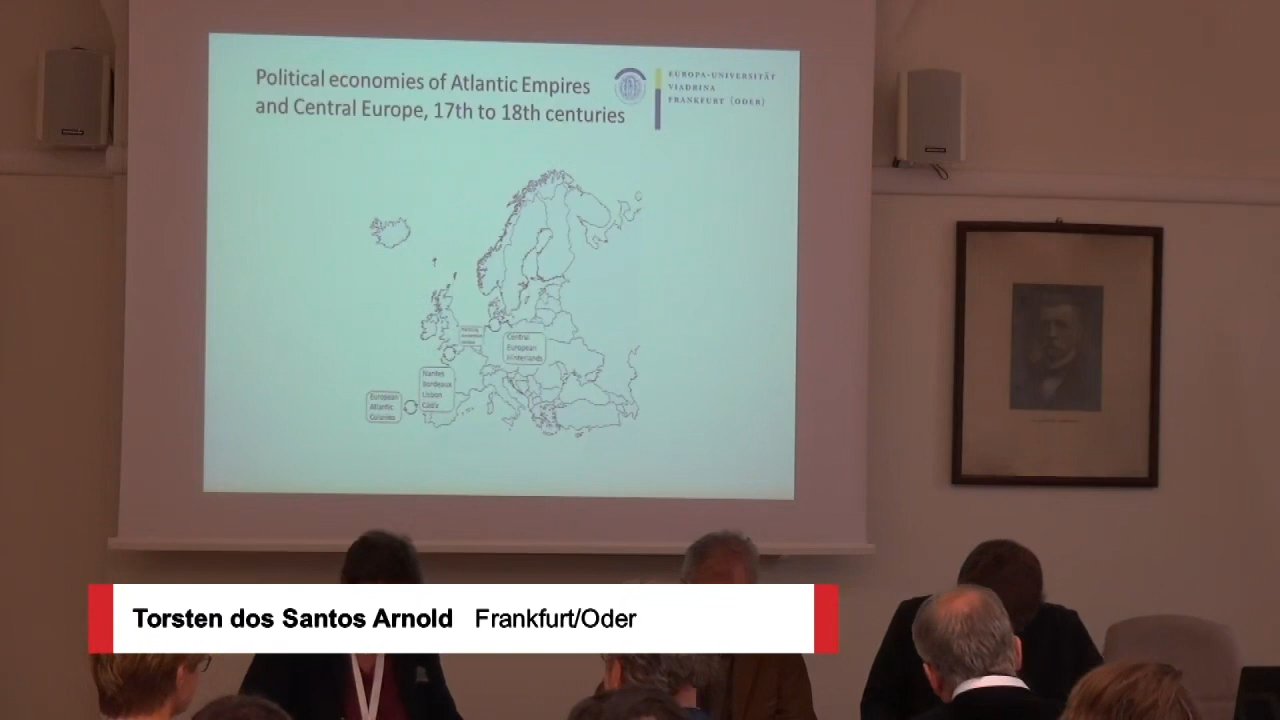 Political economies of Atlantic Empires
and Central Europe, 17th to 18th centuries
EUROPA-UNIVERSITÄT
VIADRINA
FRANKFURT (ODER)
Central
European
Hinterlands
Nantes
Bordeaux
Lisbon
Cádiz
European
Atlantic
Colonies
Torsten dos Santos Arnold Frankfurt/Oder